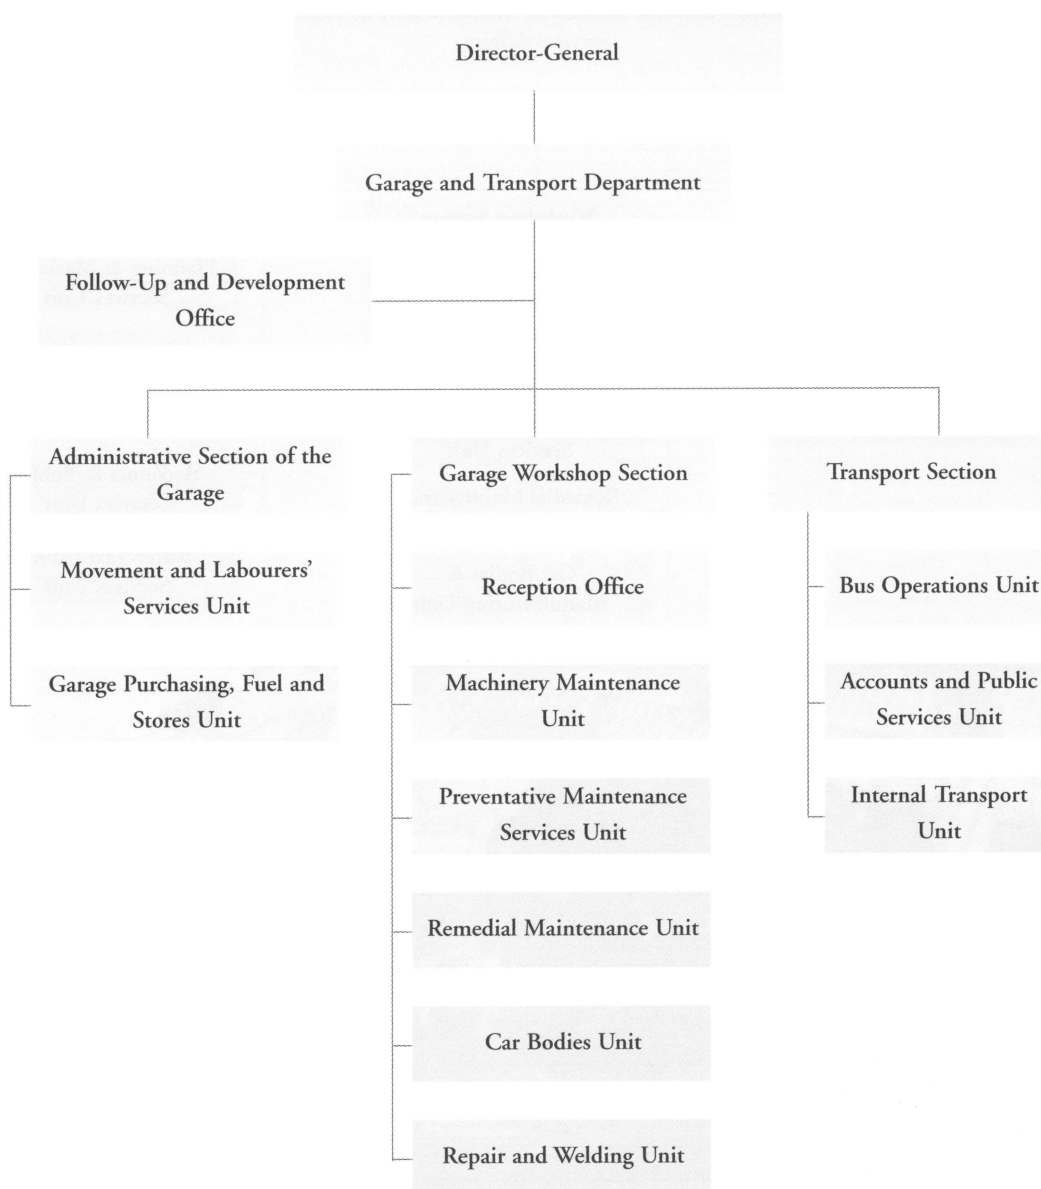 Director-General
Garage and Transport Department
Follow-Up and Development
Office
Administrative Section of the
Garage
Movement and Labourers'
Services Unit
Garage Purchasing, Fuel and
Stores Unit
Garage Workshop Section
Reception Office
Machinery Maintenance
Unit
Preventative Maintenance
Services Unit
Remedial Maintenance Unit
Car Bodies Unit
Repair and Welding Unit
Transport Section
Bus Operations Unit
Accounts and Public
Services Unit
Internal Transport
Unit